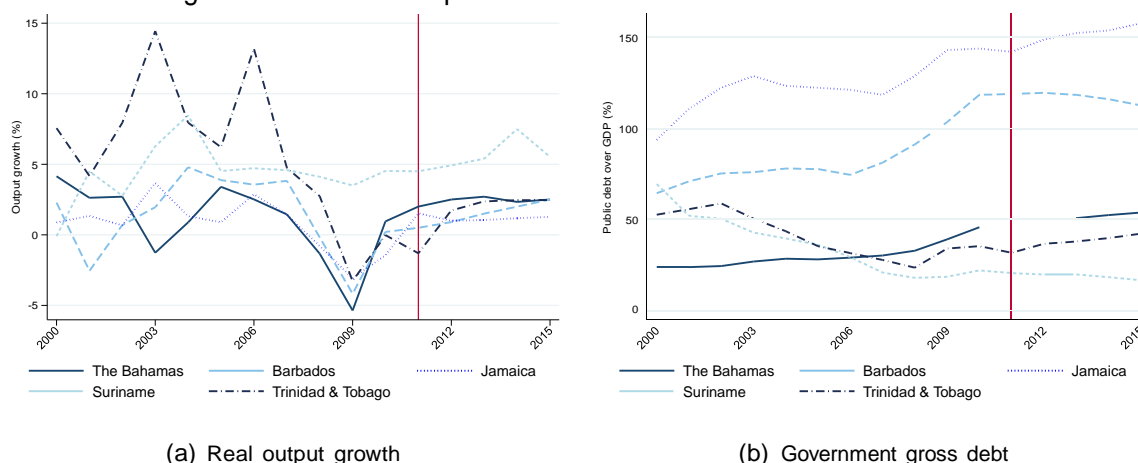 15
10
5
0
-5
Output growth (%)
2000
2003
2006
2009
2012
2015
The Bahamas
Barbados
Jamaica
Suriname
Trinidad & Tobago
(a) Real output growth
150
100
50
0
Public debt over GDP (%)
2000
2003
2006
2009
2012
The Bahamas
Barbados
Jamaica
Suriname
Trinidad & Tobago
(b) Government gross debt